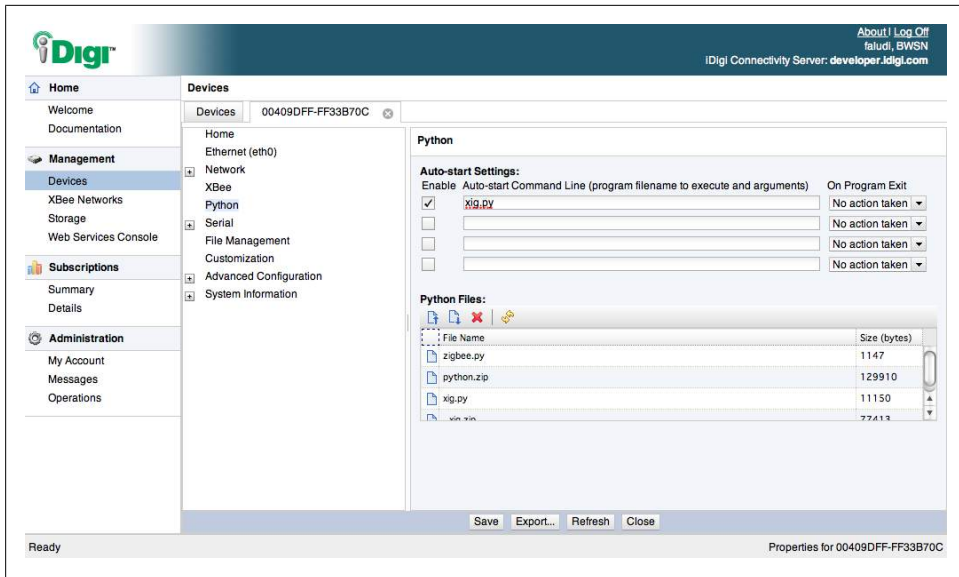 iDigi™
About | Log Off
faludi, BWSN
iDigi Connectivity Server: developer.idigi.com
Home
Welcome
Documentation
Management
Devices
XBee Networks
Storage
Web Services Console
Subscriptions
Summary
Details
Administration
My Account
Messages
Operations
Devices
Devices 00409DFF-FF33B70C
Home
Ethernet (eth0)
Network
XBee
Python
Serial
File Management
Customization
Advanced Configuration
System Information
Python
Auto-start Settings:
Enable Auto-start Command Line (program filename to execute and arguments) On Program Exit
xig.py No action taken
No action taken
No action taken
No action taken
Python Files:
File Name Size (bytes)
zigbee.py 1147
python.zip 129910
xig.py 11150
_xig.zip 77413
Save Export... Refresh Close
Ready Properties for 00409DFF-FF33B70C